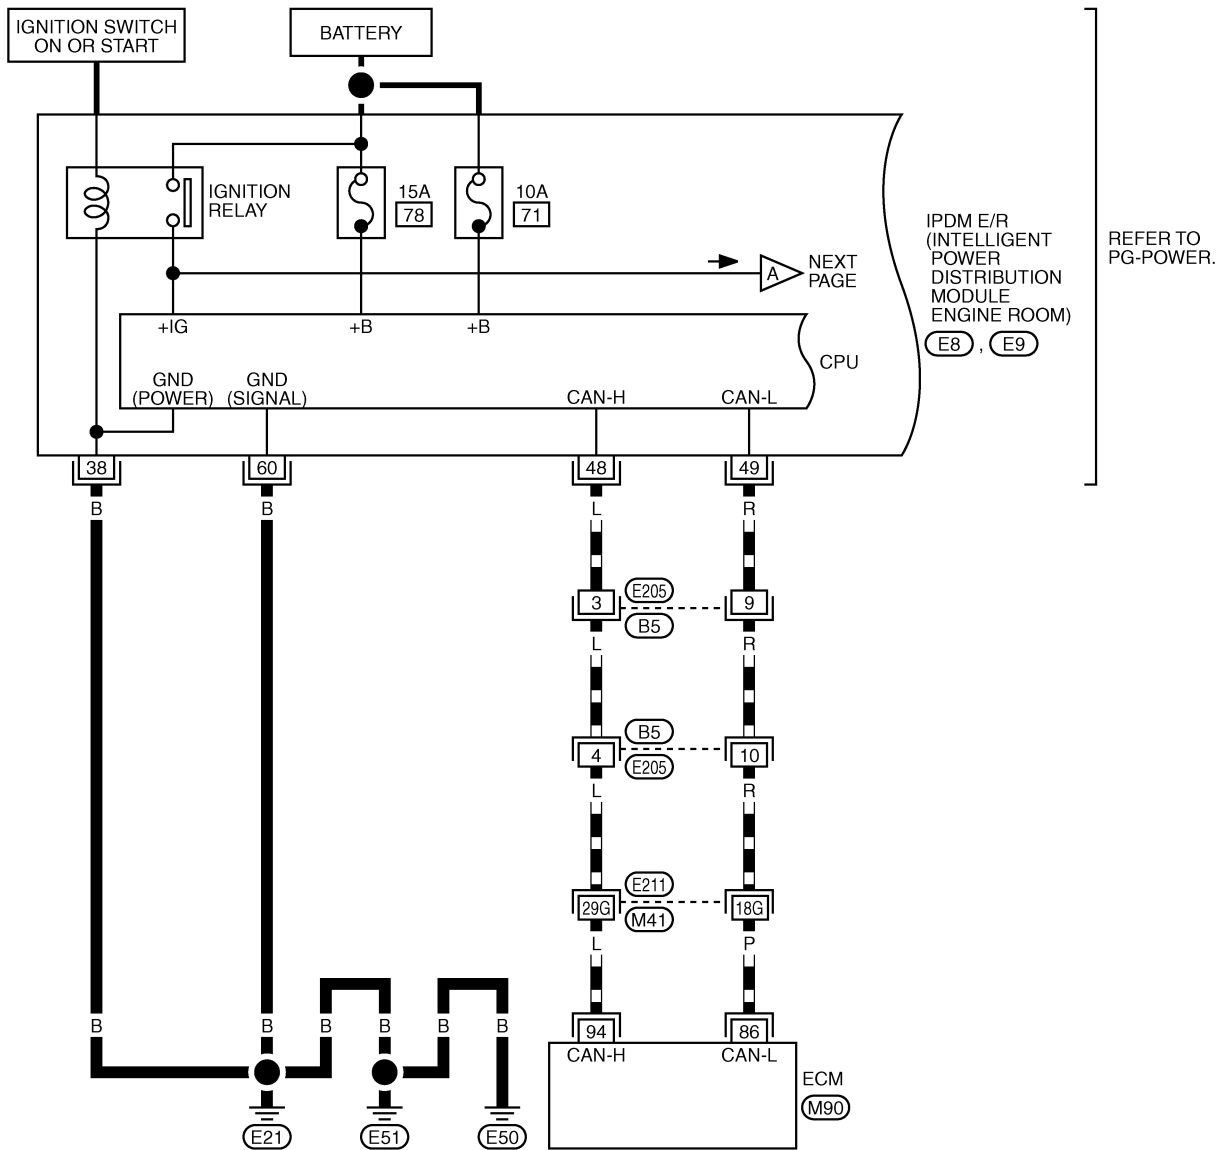 IGNITION SWITCH
ON OR START
BATTERY
IGNITION
RELAY
15A
78
10A
71
IPDM E/R
(INTELLIGENT
POWER
DISTRIBUTION
MODULE
ENGINE ROOM)
E8 , E9
REFER TO
PG-POWER.
A
NEXT
PAGE
+IG
+B
+B
CPU
GND
(POWER)
GND
(SIGNAL)
CAN-H
CAN-L
38
60
48
49
B
B
L
R
3
E205
B5
9
L
R
4
B5
E205
10
L
R
29G
E211
M41
18G
L
P
B
B
B
B
B
B
94
86
CAN-H
CAN-L
ECM
M90
E21
E51
E50